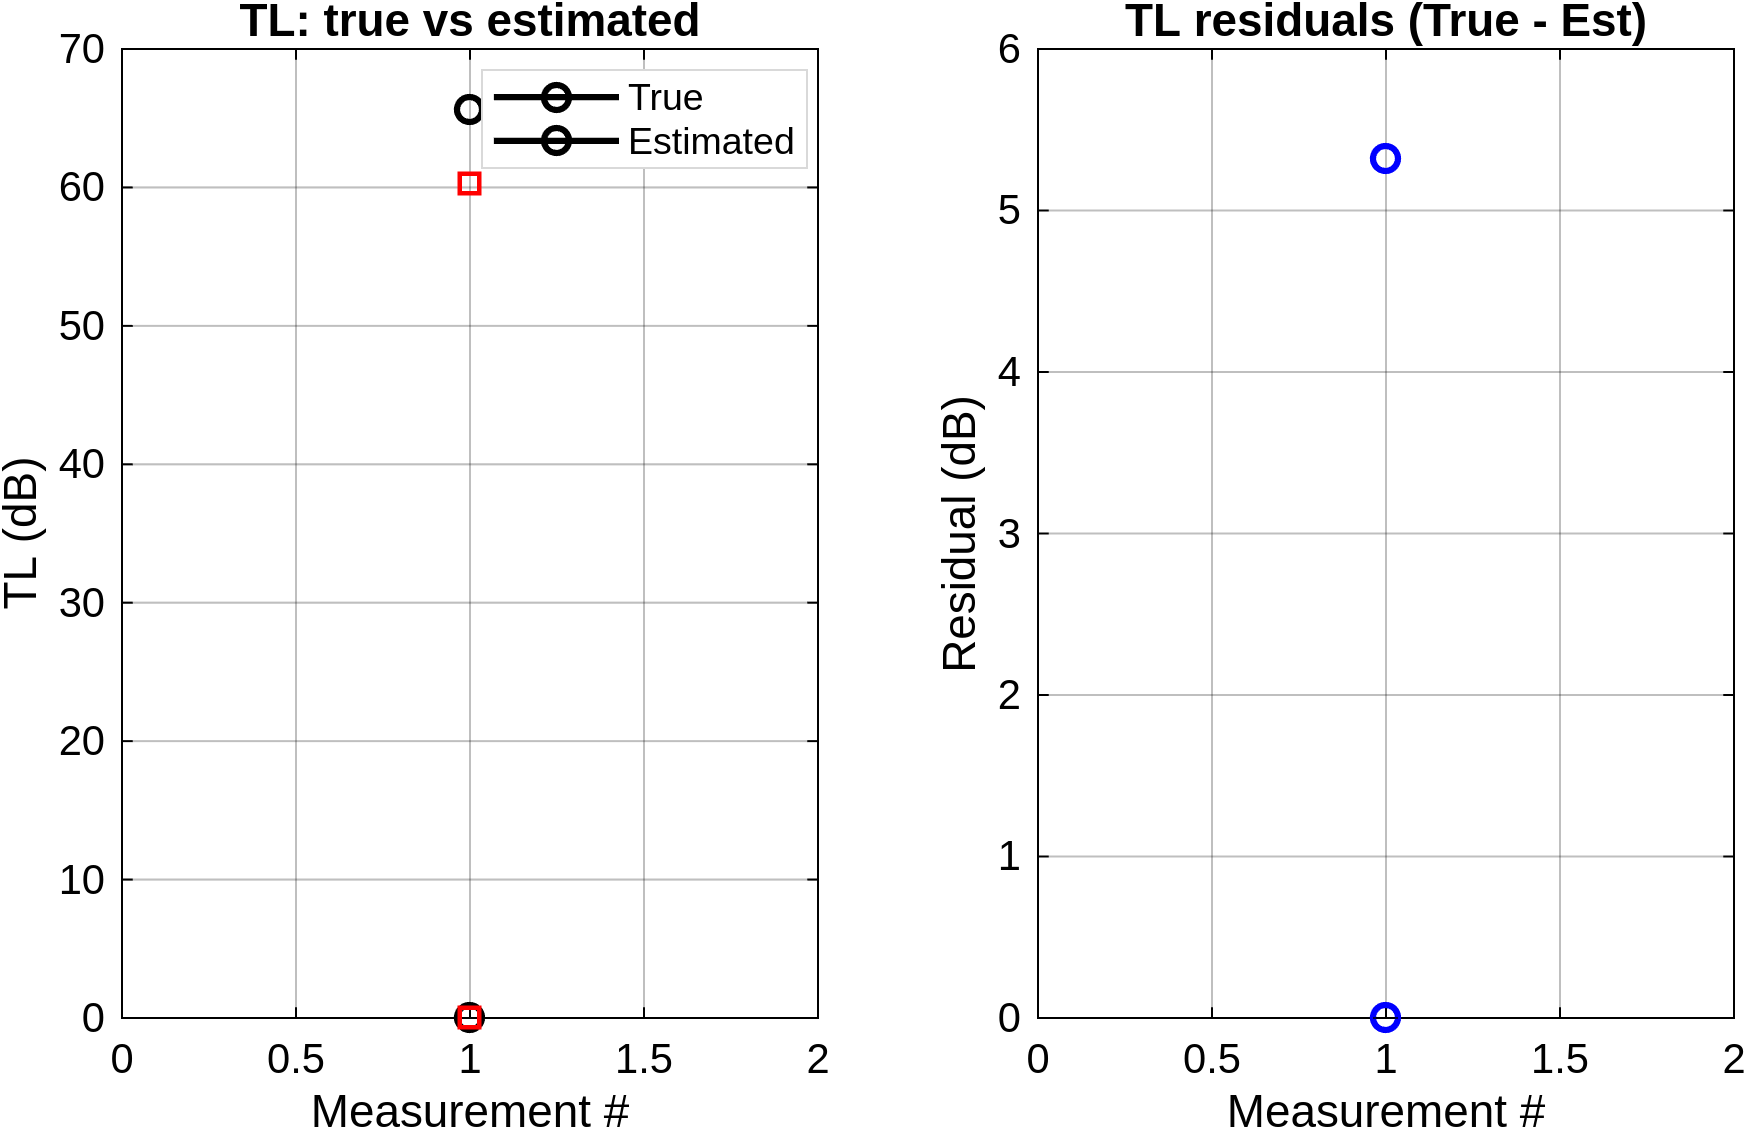 TL: true vs estimated
70
60
50
40
30
20
10
0
TL (dB)
True
Estimated
0 0.5 1 1.5 2
Measurement #
TL residuals (True - Est)
6
5
4
3
2
1
0
Residual (dB)
0 0.5 1 1.5 2
Measurement #